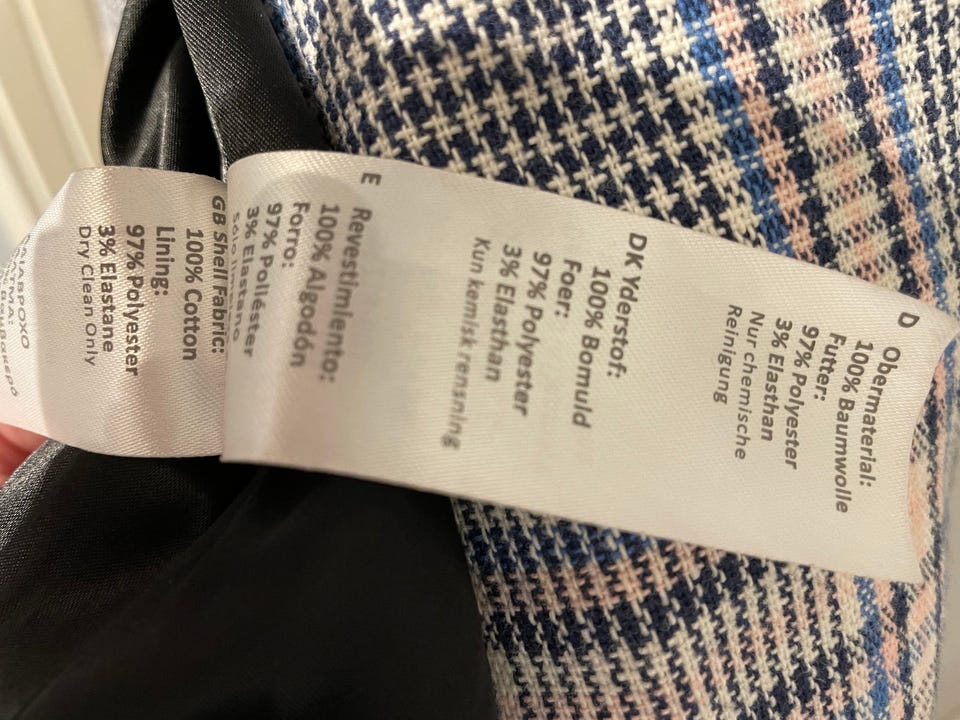 D Obermaterial:
100% Baumwolle
Futter:
97% Polyester
3% Elasthan
Nur chemische
Reinigung
DK Yderstof:
100% Bomuld
Foer:
97% Polyester
3% Elasthan
Kun kemisk rensning
E Revestimiento:
100% Algodón
Forro:
97% Poliéster
3% Elastano
Sólo
GB Shell Fabric:
100% Cotton
Lining:
97% Polyester
3% Elastane
Dry Clean Only